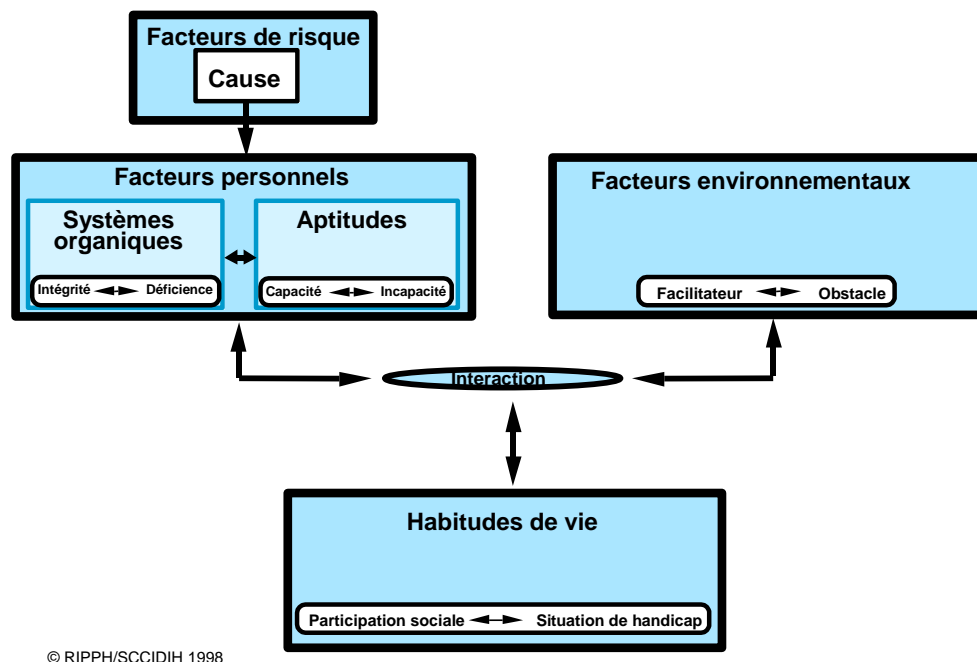 Facteurs de risque
Cause
Facteurs personnels
Systèmes
organiques
Intégrité Déficience
Aptitudes
Capacité Incapacité
Facteurs environnementaux
Facilitateur Obstacle
Interaction
Habitudes de vie
Participation sociale Situation de handicap
© RIPPH/SCCIDIH 1998